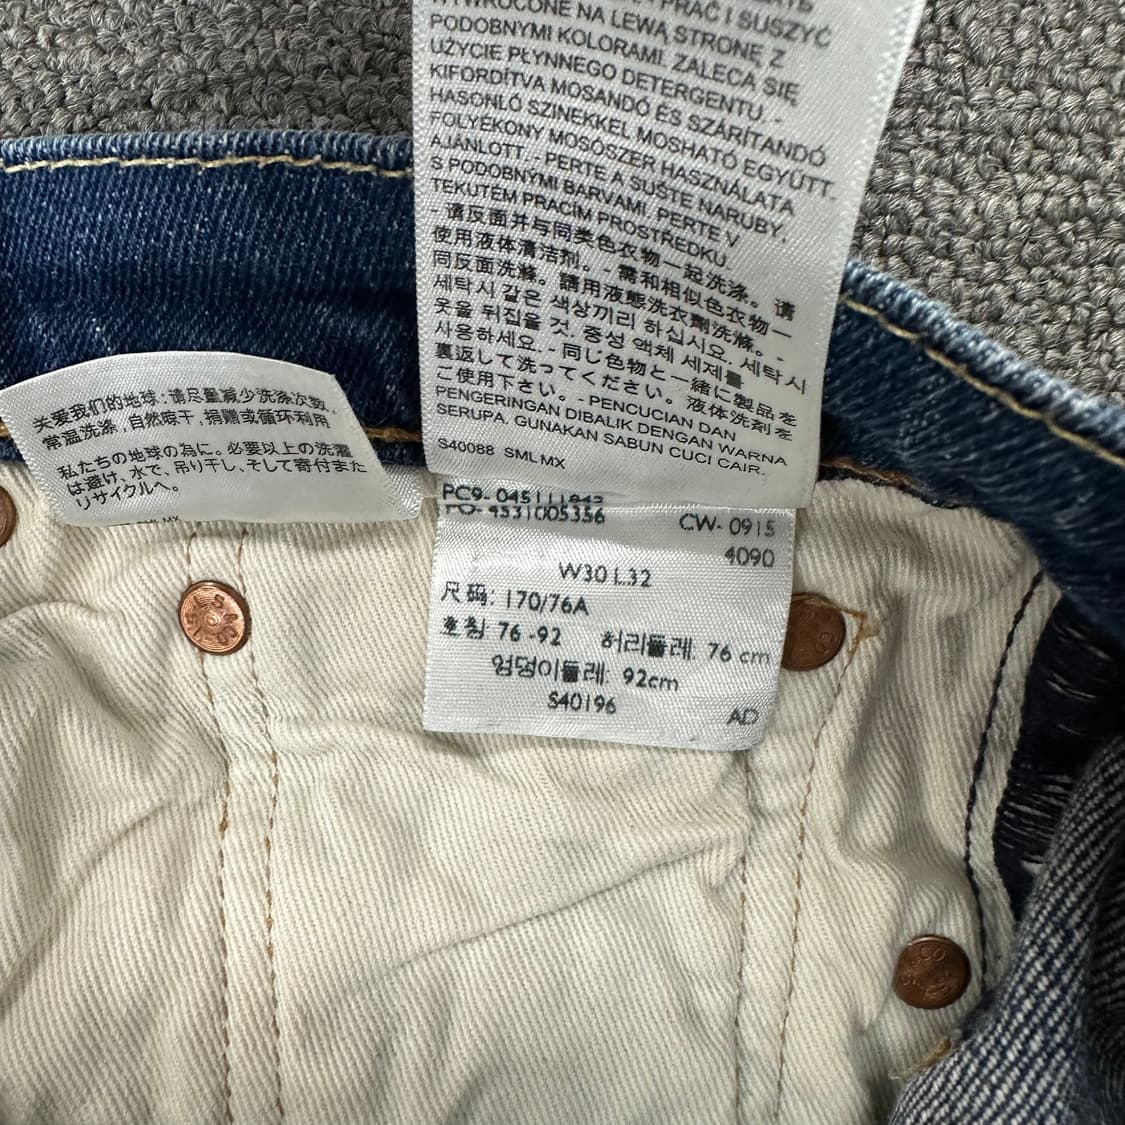 PRAĆ I SUSZYĆ
WYWRÓCONE NA LEWĄ STRONĘ Z
PODOBNYMI KOLORAMI. ZALECA SIĘ
UŻYCIE PŁYNNEGO DETERGENTU. -
KIFORDÍTVA MOSANDÓ ÉS SZÁRÍTANDÓ
HASONLÓ SZINEKKEL MOSHATÓ EGYÜTT.
FOLYÉKONY MOSÓSZER HASZNÁLATA
AJÁNLOTT. - PERTE A SUŠTE NARUBY,
S PODOBNÝMI BARVAMI. PERTE V
TEKUTÉM PRACÍM PROSTŘEDKU.
- 请反面并与同类色衣物一起洗涤。请
使用液体清洁剂。- 需和相似色衣物一
同反面洗滌。請用液態洗衣劑洗滌。-
세탁시 같은 색상끼리 하십시요. 세탁시
옷을 뒤집을 것. 중성 액체 세제를
사용하세요. - 同じ色物と一緒に製品を
裏返して洗ってください。液体洗剤を
ご使用下さい。- PENCUCIAN DAN
PENGERINGAN DIBALIK DENGAN WARNA
SERUPA. GUNAKAN SABUN CUCI CAIR.
S40088 SML MX
关爱我们的地球：请尽量减少洗涤次数，
常温洗涤，自然晾干，捐赠或循环利用
私たちの地球の為に。必要以上の洗濯
は避け、水で、吊り干し、そして寄付また
はリサイクルへ。
PC9- 045111842
PO- 4531005356 CW- 0915
4090
W30 L32
尺码: 170/76A
호칭 76 -92 허리둘레: 76 cm
엉덩이둘레: 92cm
S40196
AD